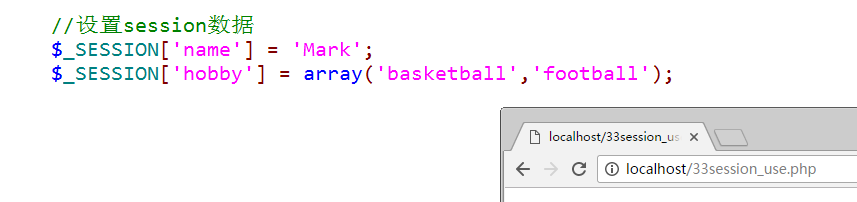 //设置session数据
$_SESSION['name'] = 'Mark';
$_SESSION['hobby'] = array('basketball','football');
localhost/33session_us
localhost/33session_use.php